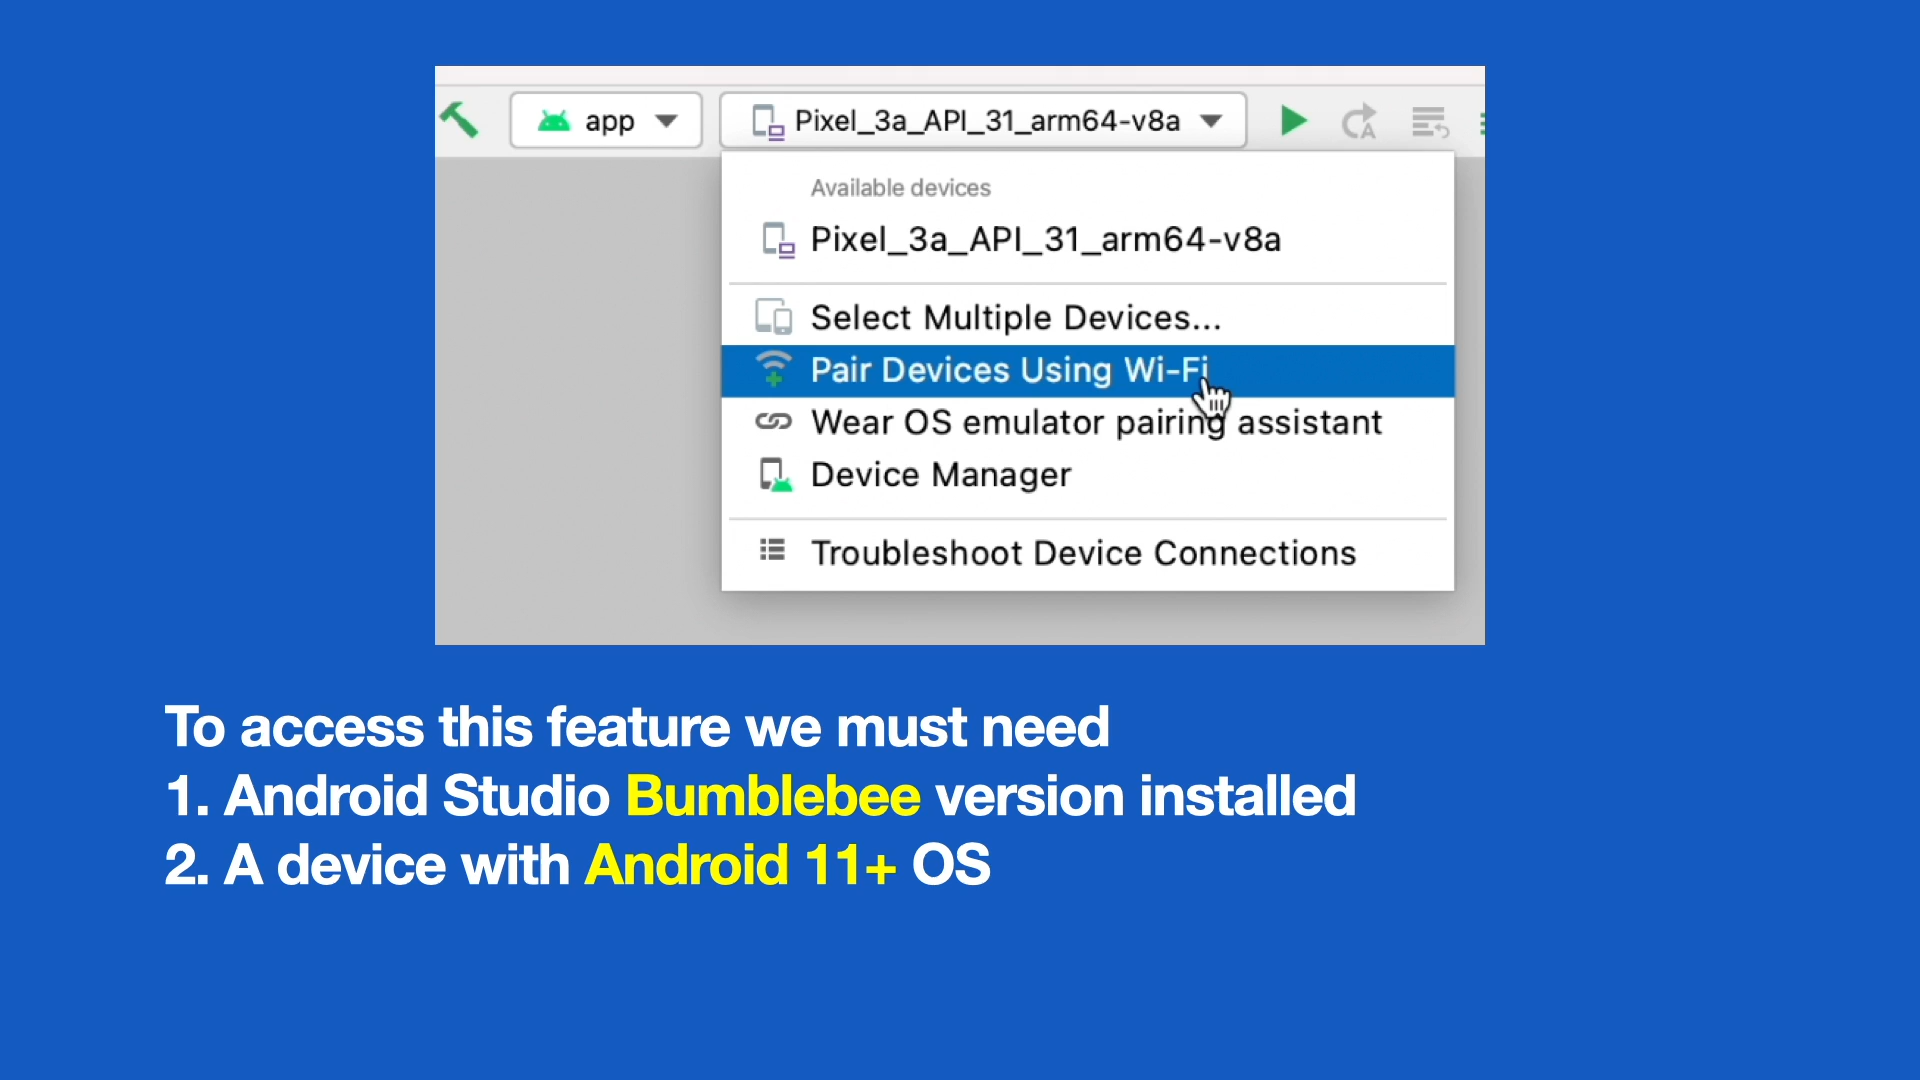 app
Pixel_3a_API_31_arm64-v8a
Available devices
Pixel_3a_API_31_arm64-v8a
Select Multiple Devices...
Pair Devices Using Wi-Fi
Wear OS emulator pairing assistant
Device Manager
Troubleshoot Device Connections
To access this feature we must need
1. Android Studio Bumblebee version installed
2. A device with Android 11+ OS